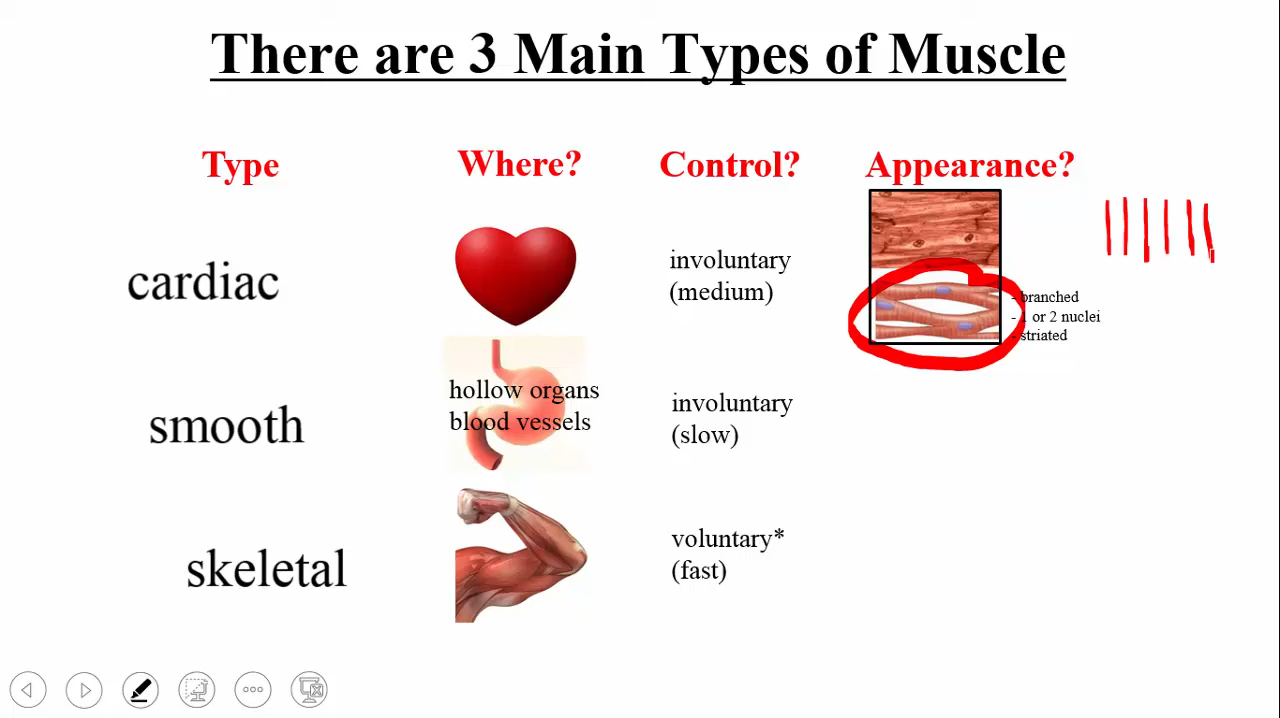 There are 3 Main Types of Muscle
Type Where? Control? Appearance?
cardiac
involuntary
(medium)
- branched
- 1 or 2 nuclei
- striated
smooth
hollow organs
blood vessels
involuntary
(slow)
skeletal
voluntary*
(fast)